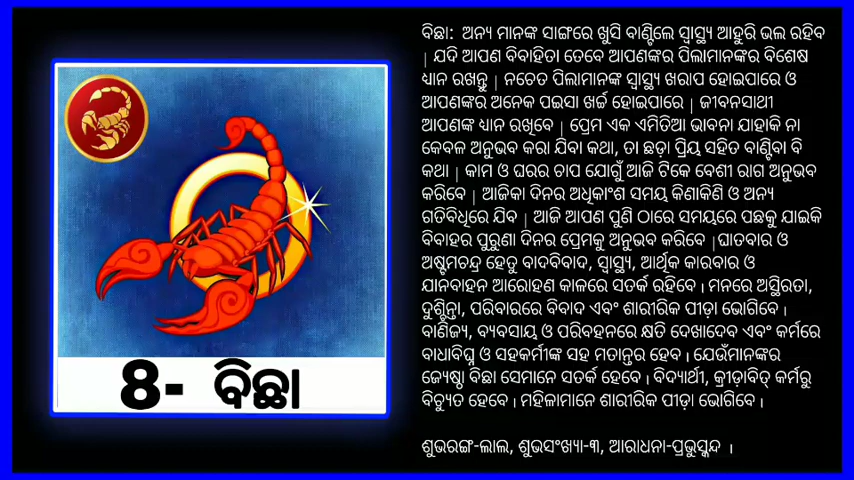 ବିଛା: ଅନ୍ୟ ମାନଙ୍କ ସାଙ୍ଗରେ ଖୁସି ବାଣ୍ଟିଲେ ସ୍ୱାସ୍ଥ୍ୟ ଆହୁରି ଭଲ ରହିବ
| ଯଦି ଆପଣ ବିବାହିତା ତେବେ ଆପଣଙ୍କର ପିଲାମାନଙ୍କର ବିଶେଷ
ଧ୍ୟାନ ରଖନ୍ତୁ | ନଚେତ ପିଲାମାନଙ୍କ ସ୍ୱାସ୍ଥ୍ୟ ଖରାପ ହୋଇପାରେ ଓ
ଆପଣଙ୍କର ଅନେକ ପଇସା ଖର୍ଚ୍ଚ ହୋଇପାରେ | ଜୀବନସାଥୀ
ଆପଣଙ୍କ ଧ୍ୟାନ ରଖିବେ | ପ୍ରେମ ଏକ ଏମିତିଆ ଭାବନା ଯାହାକି ନା
କେବଳ ଅନୁଭବ କରା ଯିବା କଥା, ତା ଛଡ଼ା ପ୍ରିୟ ସହିତ ବାଣ୍ଟିବା ବି
କଥା | କାମ ଓ ଘରର ଚାପ ଯୋଗୁଁ ଆଜି ଟିକେ ବେଶୀ ରାଗ ଅନୁଭବ
କରିବେ | ଆଜିକା ଦିନର ଅଧିକାଂଶ ସମୟ କିଣାକିଣି ଓ ଅନ୍ୟ
ଗତିବିଧିରେ ଯିବ | ଆଜି ଆପଣ ପୁଣି ଠାରେ ସମୟରେ ପଛକୁ ଯାଇକି
ବିବାହର ପୁରୁଣା ଦିନର ପ୍ରେମକୁ ଅନୁଭବ କରିବେ |ଘାତବାର ଓ
ଅଷ୍ଟମଚନ୍ଦ୍ର ହେତୁ ବାଦବିବାଦ, ସ୍ୱାସ୍ଥ୍ୟ, ଆର୍ଥିକ କାରବାର ଓ
ଯାନବାହନ ଆରୋହଣ କାଳରେ ସତର୍କ ରହିବେ। ମନରେ ଅସ୍ଥିରତା,
ଦୁଶ୍ଚିନ୍ତା, ପରିବାରରେ ବିବାଦ ଏବଂ ଶାରୀରିକ ପୀଡ଼ା ଭୋଗିବେ।
ବାଣିଜ୍ୟ, ବ୍ୟବସାୟ ଓ ପରିବହନରେ କ୍ଷତି ଦେଖାଦେବ ଏବଂ କର୍ମରେ
ବାଧାବିଘ୍ନ ଓ ସହକର୍ମୀଙ୍କ ସହ ମତାନ୍ତର ହେବ। ଯେଉଁମାନଙ୍କର
ଜ୍ୟେଷ୍ଠା ବିଛା ସେମାନେ ସତର୍କ ହେବେ। ବିଦ୍ୟାର୍ଥୀ, କ୍ରୀଡ଼ାବିତ୍ କର୍ମରୁ
ବିଚ୍ୟୁତ ହେବେ। ମହିଳାମାନେ ଶାରୀରିକ ପୀଡ଼ା ଭୋଗିବେ।
ଶୁଭରଙ୍ଗ-ଲାଲ, ଶୁଭସଂଖ୍ୟା-୩, ଆରାଧନା-ପ୍ରଭୁସ୍କନ୍ଦ ।
8- ବିଛା